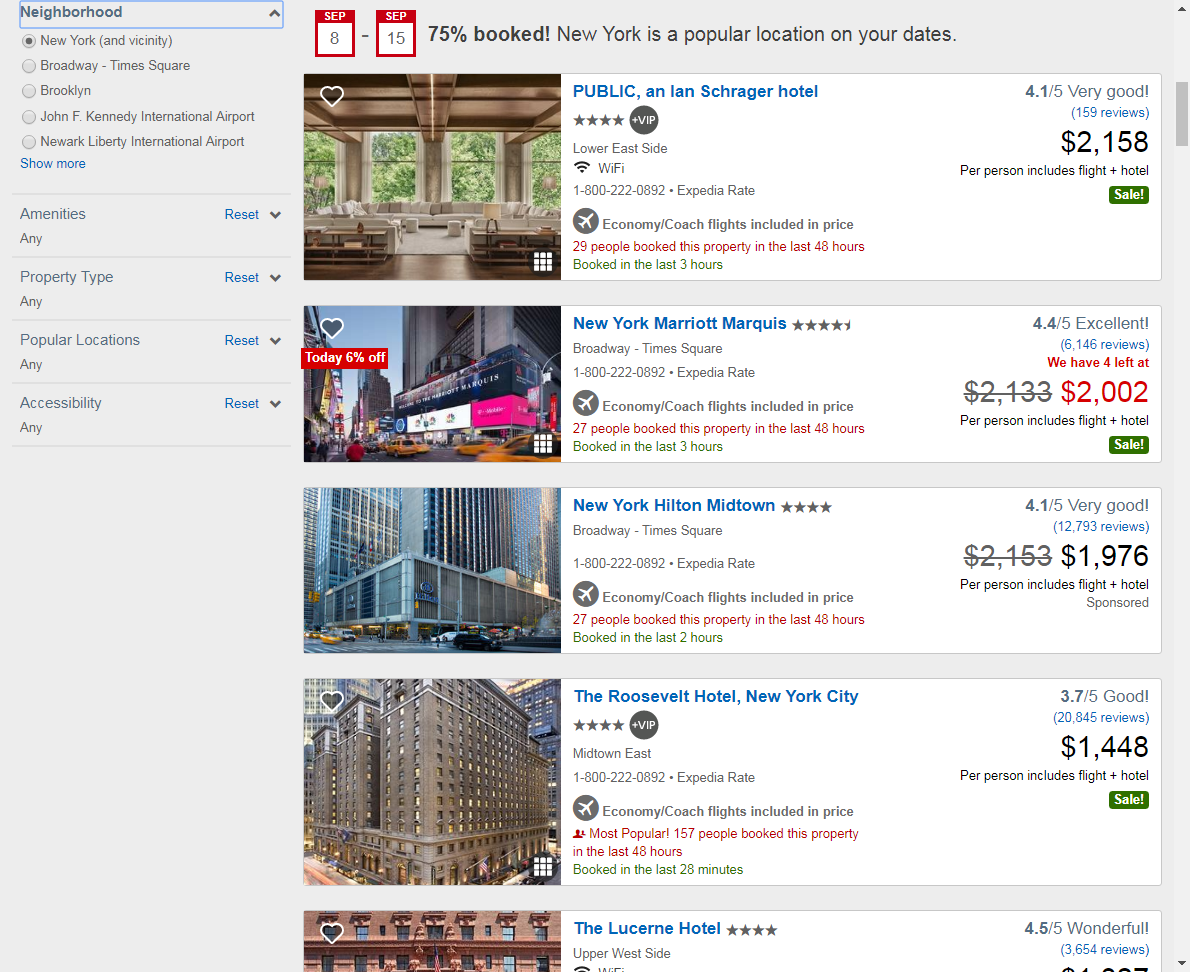 Neighborhood
New York (and vicinity)
Broadway - Times Square
Brooklyn
John F. Kennedy International Airport
Newark Liberty International Airport
Show more
Amenities Reset
Any
Property Type Reset
Any
Popular Locations Reset
Any
Accessibility Reset
Any
SEP 8 - SEP 15 75% booked! New York is a popular location on your dates.
PUBLIC, an Ian Schrager hotel
+VIP
Lower East Side
WiFi
1-800-222-0892 • Expedia Rate
Economy/Coach flights included in price
29 people booked this property in the last 48 hours
Booked in the last 3 hours
4.1/5 Very good!
(159 reviews)
$2,158
Per person includes flight + hotel
Sale!
Today 6% off
WELCOME TO THE MARRIOTT MARQUIS
New York Marriott Marquis
Broadway - Times Square
1-800-222-0892 • Expedia Rate
Economy/Coach flights included in price
27 people booked this property in the last 48 hours
Booked in the last 3 hours
4.4/5 Excellent!
(6,146 reviews)
We have 4 left at
$2,133 $2,002
Per person includes flight + hotel
Sale!
New York Hilton Midtown
Broadway - Times Square
1-800-222-0892 • Expedia Rate
Economy/Coach flights included in price
27 people booked this property in the last 48 hours
Booked in the last 2 hours
4.1/5 Very good!
(12,793 reviews)
$2,153 $1,976
Per person includes flight + hotel
Sponsored
The Roosevelt Hotel, New York City
+VIP
Midtown East
1-800-222-0892 • Expedia Rate
Economy/Coach flights included in price
Most Popular! 157 people booked this property
in the last 48 hours
Booked in the last 28 minutes
3.7/5 Good!
(20,845 reviews)
$1,448
Per person includes flight + hotel
Sale!
The Lucerne Hotel
Upper West Side
WiFi
4.5/5 Wonderful!
(3,654 reviews)